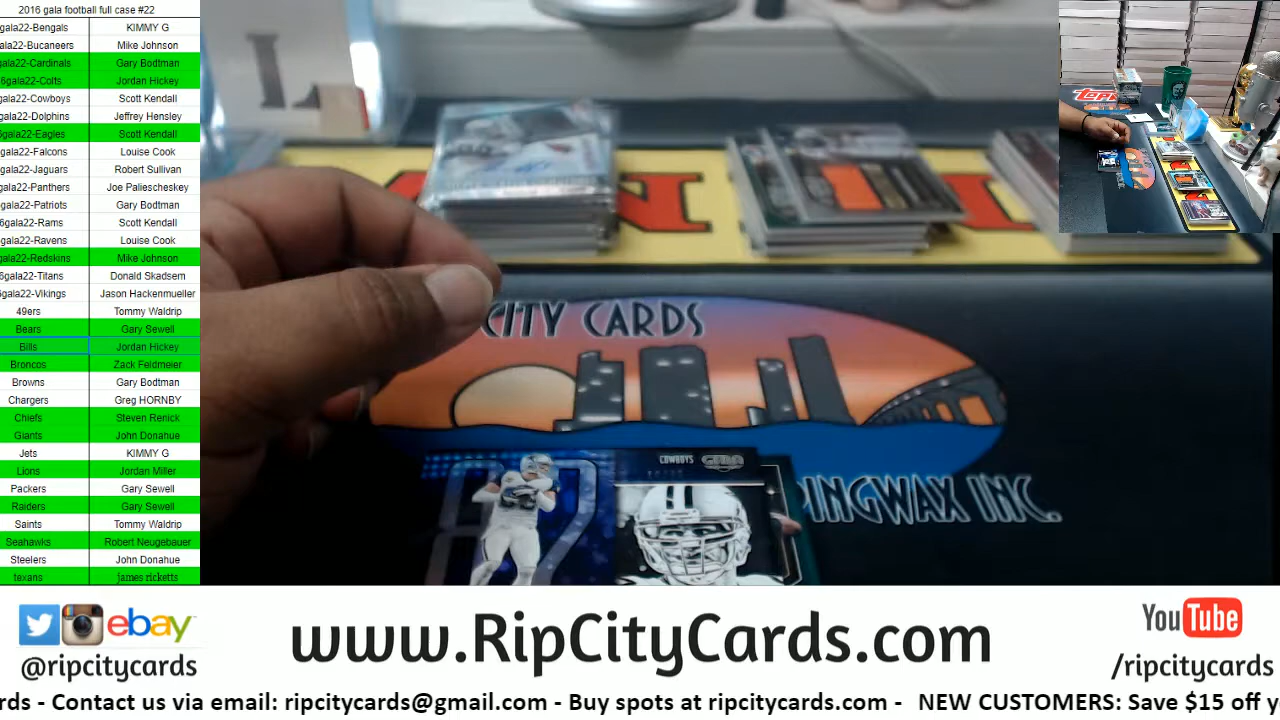 2016 gala football full case #22
gala22-Bengals KIMMY G
ala22-Bucaneers Mike Johnson
gala22-Cardinals Gary Bodtman
6gala22-Colts Jordan Hickey
gala22-Cowboys Scott Kendall
gala22-Dolphins Jeffrey Hensley
gala22-Eagles Scott Kendall
gala22-Falcons Louise Cook
gala22-Jaguars Robert Sullivan
gala22-Panthers Joe Paliescheskey
gala22-Patriots Gary Bodtman
6gala22-Rams Scott Kendall
gala22-Ravens Louise Cook
gala22-Redskins Mike Johnson
6gala22-Titans Donald Skadsem
gala22-Vikings Jason Hackenmueller
49ers Tommy Waldrip
Bears Gary Sewell
Bills Jordan Hickey
Broncos Zack Feldmeier
Browns Gary Bodtman
Chargers Greg HORNBY
Chiefs Steven Renick
Giants John Donahue
Jets KIMMY G
Lions Jordan Miller
Packers Gary Sewell
Raiders Gary Sewell
Saints Tommy Waldrip
Seahawks Robert Neugebauer
Steelers John Donahue
texans james ricketts
TOPPS
CITY CARDS
COWBOYS GALA
PINGWAX INC.
ebay
@ripcitycards
www.RipCityCards.com
YouTube
/ripcitycards
rds - Contact us via email: ripcitycards@gmail.com - Buy spots at ripcitycards.com - NEW CUSTOMERS: Save $15 off y